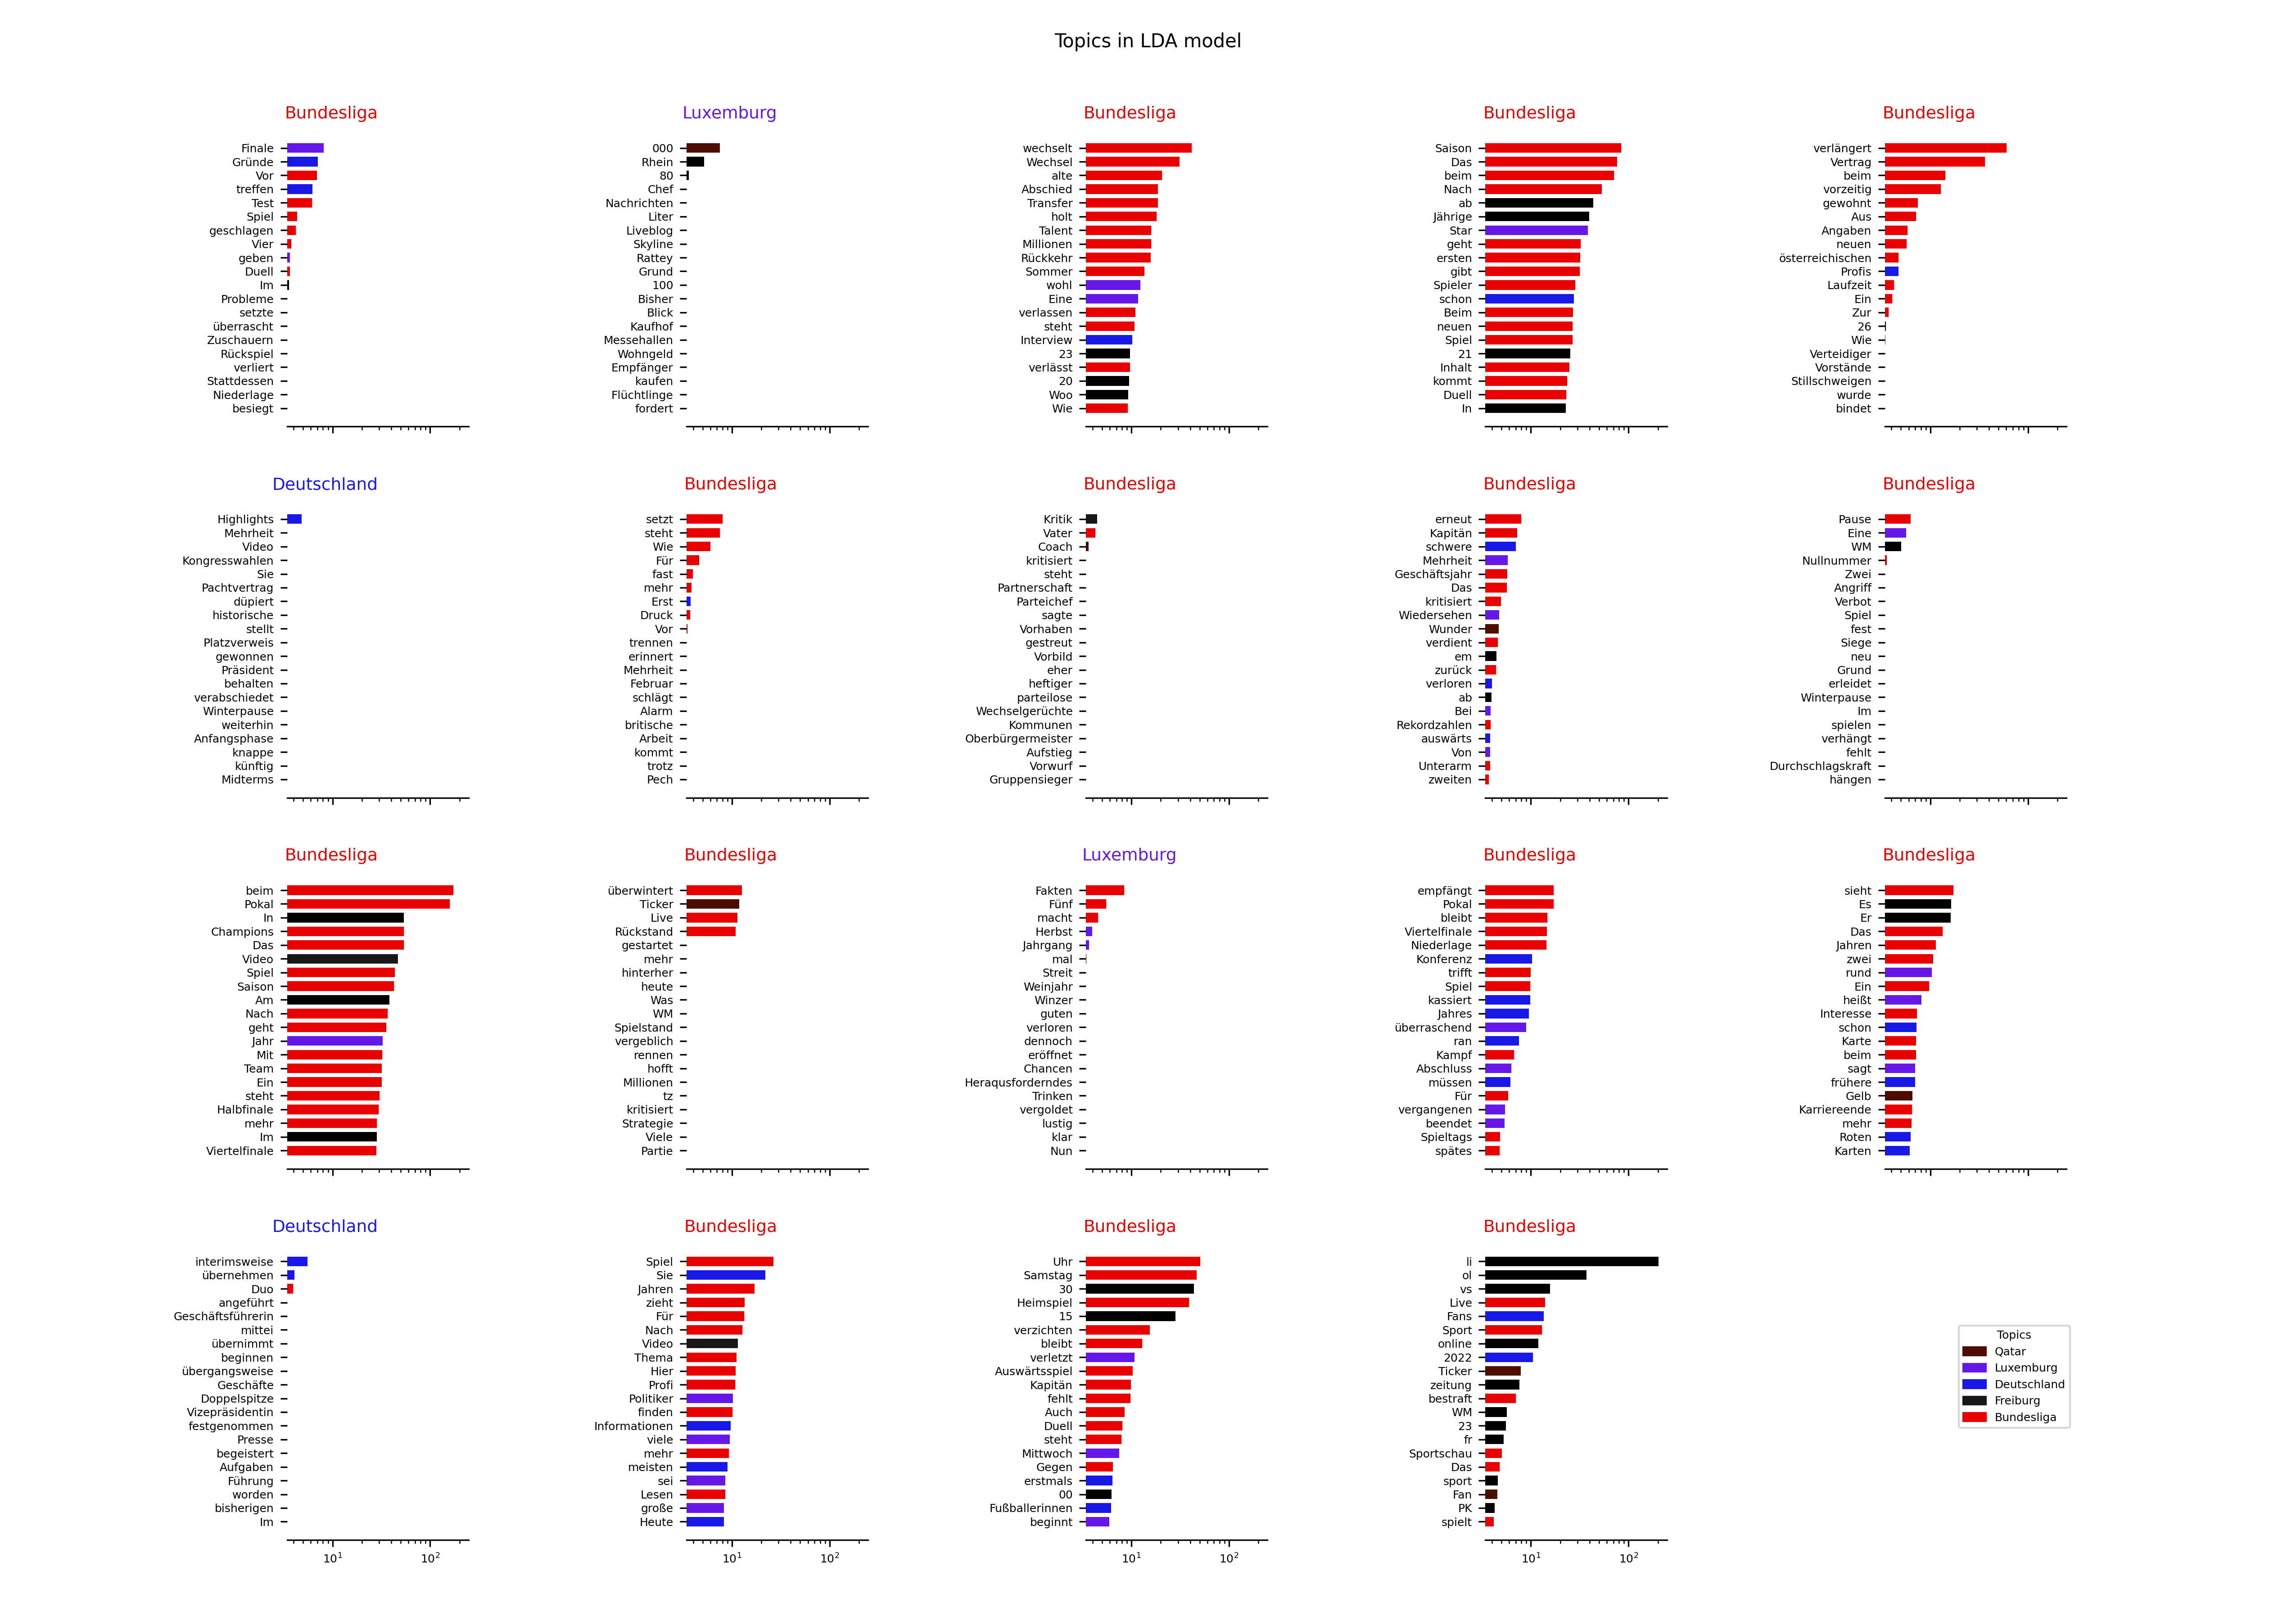 Topics in LDA model
Bundesliga
Finale
Gründe
Vor
treffen
Test
Spiel
geschlagen
Vier
geben
Duell
Im
Probleme
setzte
überrascht
Zuschauern
Rückspiel
verliert
Stattdessen
Niederlage
besiegt
Luxemburg
000
Rhein
80
Chef
Nachrichten
Liter
Liveblog
Skyline
Rattey
Grund
100
Bisher
Blick
Kaufhof
Messehallen
Wohngeld
Empfänger
kaufen
Flüchtlinge
fordert
Bundesliga
wechselt
Wechsel
alte
Abschied
Transfer
holt
Talent
Millionen
Rückkehr
Sommer
wohl
Eine
verlassen
steht
Interview
23
verlässt
20
Woo
Wie
Bundesliga
Saison
Das
beim
Nach
ab
Jährige
Star
geht
ersten
gibt
Spieler
schon
Beim
neuen
Spiel
21
Inhalt
kommt
Duell
In
Bundesliga
verlängert
Vertrag
beim
vorzeitig
gewohnt
Aus
Angaben
neuen
österreichischen
Profis
Laufzeit
Ein
Zur
26
Wie
Verteidiger
Vorstände
Stillschweigen
wurde
bindet
Deutschland
Highlights
Mehrheit
Video
Kongresswahlen
Sie
Pachtvertrag
düpiert
historische
stellt
Platzverweis
gewonnen
Präsident
behalten
verabschiedet
Winterpause
weiterhin
Anfangsphase
knappe
künftig
Midterms
Bundesliga
setzt
steht
Wie
Für
fast
mehr
Erst
Druck
Vor
trennen
erinnert
Mehrheit
Februar
schlägt
Alarm
britische
Arbeit
kommt
trotz
Pech
Bundesliga
Kritik
Vater
Coach
kritisiert
steht
Partnerschaft
Parteichef
sagte
Vorhaben
gestreut
Vorbild
eher
heftiger
parteilose
Wechselgerüchte
Kommunen
Oberbürgermeister
Aufstieg
Vorwurf
Gruppensieger
Bundesliga
erneut
Kapitän
schwere
Mehrheit
Geschäftsjahr
Das
kritisiert
Wiedersehen
Wunder
verdient
em
zurück
verloren
ab
Bei
Rekordzahlen
auswärts
Von
Unterarm
zweiten
Bundesliga
Pause
Eine
WM
Nullnummer
Zwei
Angriff
Verbot
Spiel
fest
Siege
neu
Grund
erleidet
Winterpause
Im
spielen
verhängt
fehlt
Durchschlagskraft
hängen
Bundesliga
beim
Pokal
In
Champions
Das
Video
Spiel
Saison
Am
Nach
geht
Jahr
Mit
Team
Ein
steht
Halbfinale
mehr
Im
Viertelfinale
Bundesliga
überwintert
Ticker
Live
Rückstand
gestartet
mehr
hinterher
heute
Was
WM
Spielstand
vergeblich
rennen
hofft
Millionen
tz
kritisiert
Strategie
Viele
Partie
Luxemburg
Fakten
Fünf
macht
Herbst
Jahrgang
mal
Streit
Weinjahr
Winzer
guten
verloren
dennoch
eröffnet
Chancen
Heraqusforderndes
Trinken
vergoldet
lustig
klar
Nun
Bundesliga
empfängt
Pokal
bleibt
Viertelfinale
Niederlage
Konferenz
trifft
Spiel
kassiert
Jahres
überraschend
ran
Kampf
Abschluss
müssen
Für
vergangenen
beendet
Spieltags
spätes
Bundesliga
sieht
Es
Er
Das
Jahren
zwei
rund
Ein
heißt
Interesse
schon
Karte
beim
sagt
frühere
Gelb
Karriereende
mehr
Roten
Karten
Deutschland
interimsweise
übernehmen
Duo
angeführt
Geschäftsführerin
mittei
übernimmt
beginnen
übergangsweise
Geschäfte
Doppelspitze
Vizepräsidentin
festgenommen
Presse
begeistert
Aufgaben
Führung
worden
bisherigen
Im
10¹ 10²
Bundesliga
Spiel
Sie
Jahren
zieht
Für
Nach
Video
Thema
Hier
Profi
Politiker
finden
Informationen
viele
mehr
meisten
sei
Lesen
große
Heute
10¹ 10²
Bundesliga
Uhr
Samstag
30
Heimspiel
15
verzichten
bleibt
verletzt
Auswärtsspiel
Kapitän
fehlt
Auch
Duell
steht
Mittwoch
Gegen
erstmals
00
Fußballerinnen
beginnt
10¹ 10²
Bundesliga
li
ol
vs
Live
Fans
Sport
online
2022
Ticker
zeitung
bestraft
WM
23
fr
Sportschau
Das
sport
Fan
PK
spielt
10¹ 10²
Topics
Qatar
Luxemburg
Deutschland
Freiburg
Bundesliga